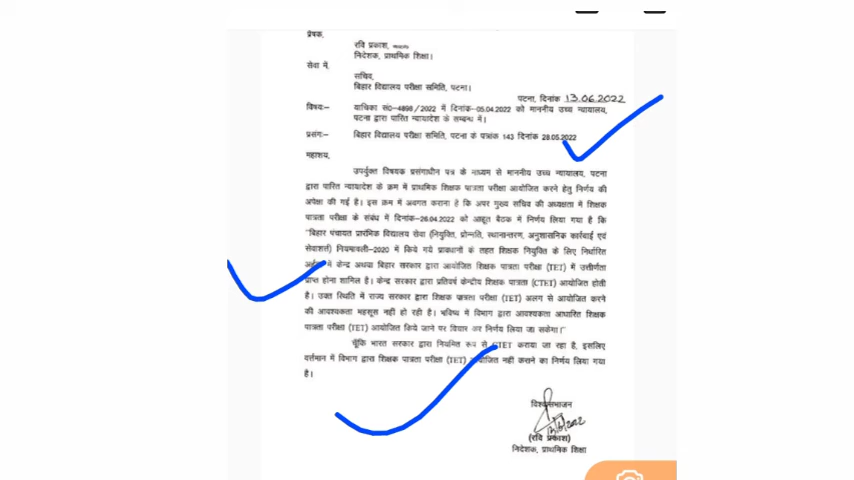 प्रेषक,
रवि प्रकाश,
निदेशक, प्राथमिक शिक्षा।
सेवा में,
सचिव,
बिहार विद्यालय परीक्षा समिति, पटना।
पटना, दिनांक 13.06.2022
विषय:- याचिका सं0-4898/2022 में दिनांक-05.04.2022 को माननीय उच्च न्यायालय,
पटना द्वारा पारित न्यायादेश के सम्बन्ध में।
प्रसंग:- बिहार विद्यालय परीक्षा समिति, पटना के पत्रांक 143 दिनांक 28.05.2022
महाशय,
उपर्युक्त विषयक प्रसंगाधीन पत्र के माध्यम से माननीय उच्च न्यायालय, पटना
द्वारा पारित न्यायादेश के क्रम में प्राथमिक शिक्षक पात्रता परीक्षा आयोजित करने हेतु निर्णय की
अपेक्षा की गई है। इस क्रम में अवगत कराना है कि अपर मुख्य सचिव की अध्यक्षता में शिक्षक
पात्रता परीक्षा के संबंध में दिनांक-26.04.2022 को आहूत बैठक में निर्णय लिया गया है कि
"बिहार पंचायत प्रारंभिक विद्यालय सेवा (नियुक्ति, प्रोन्नति, स्थानान्तरण, अनुशासनिक कार्रवाई एवं
सेवाशर्त) नियमावली-2020 में किये गये प्रावधानों के तहत शिक्षक नियुक्ति के लिए निर्धारित
अर्हता में केन्द्र अथवा बिहार सरकार द्वारा आयोजित शिक्षक पात्रता परीक्षा (TET) में उत्तीर्णता
प्राप्त होना शामिल है। केन्द्र सरकार द्वारा प्रतिवर्ष केन्द्रीय शिक्षक पात्रता (CTET) आयोजित होती
है। उक्त स्थिति में राज्य सरकार द्वारा शिक्षक पात्रता परीक्षा (TET) अलग से आयोजित करने
की आवश्यकता महसूस नहीं हो रही है। भविष्य में विभाग द्वारा आवश्यकता आधारित शिक्षक
पात्रता परीक्षा (TET) आयोजित किये जाने पर विचार कर निर्णय लिया जा सकेगा।"
चूँकि भारत सरकार द्वारा नियमित रूप से CTET कराया जा रहा है, इसलिए
वर्तमान में विभाग द्वारा शिक्षक पात्रता परीक्षा (TET) आयोजित नहीं कराने का निर्णय लिया गया
है।
विश्वासभाजन
(रवि प्रकाश)
निदेशक, प्राथमिक शिक्षा